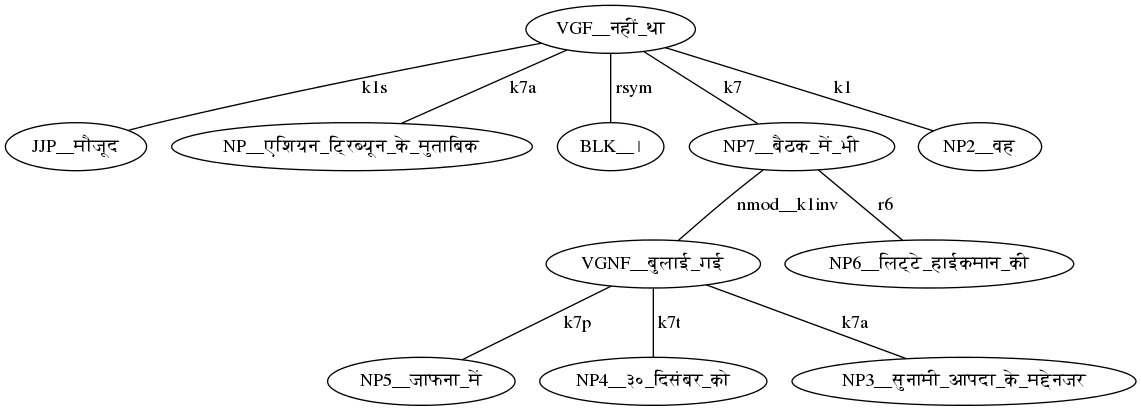 VGF__नहीं_था
k1s
k7a
rsym
k7
k1
JJP__मौजूद
NP__एशियन_ट्रिब्यून_के_मुताबिक
BLK__।
NP7__बैठक_में_भी
NP2__वह
nmod__k1inv
r6
VGNF__बुलाई_गई
NP6__लिट्टे_हाईकमान_की
k7p
k7t
k7a
NP5__जाफना_में
NP4__३०_दिसंबर_को
NP3__सुनामी_आपदा_के_मद्देनजर